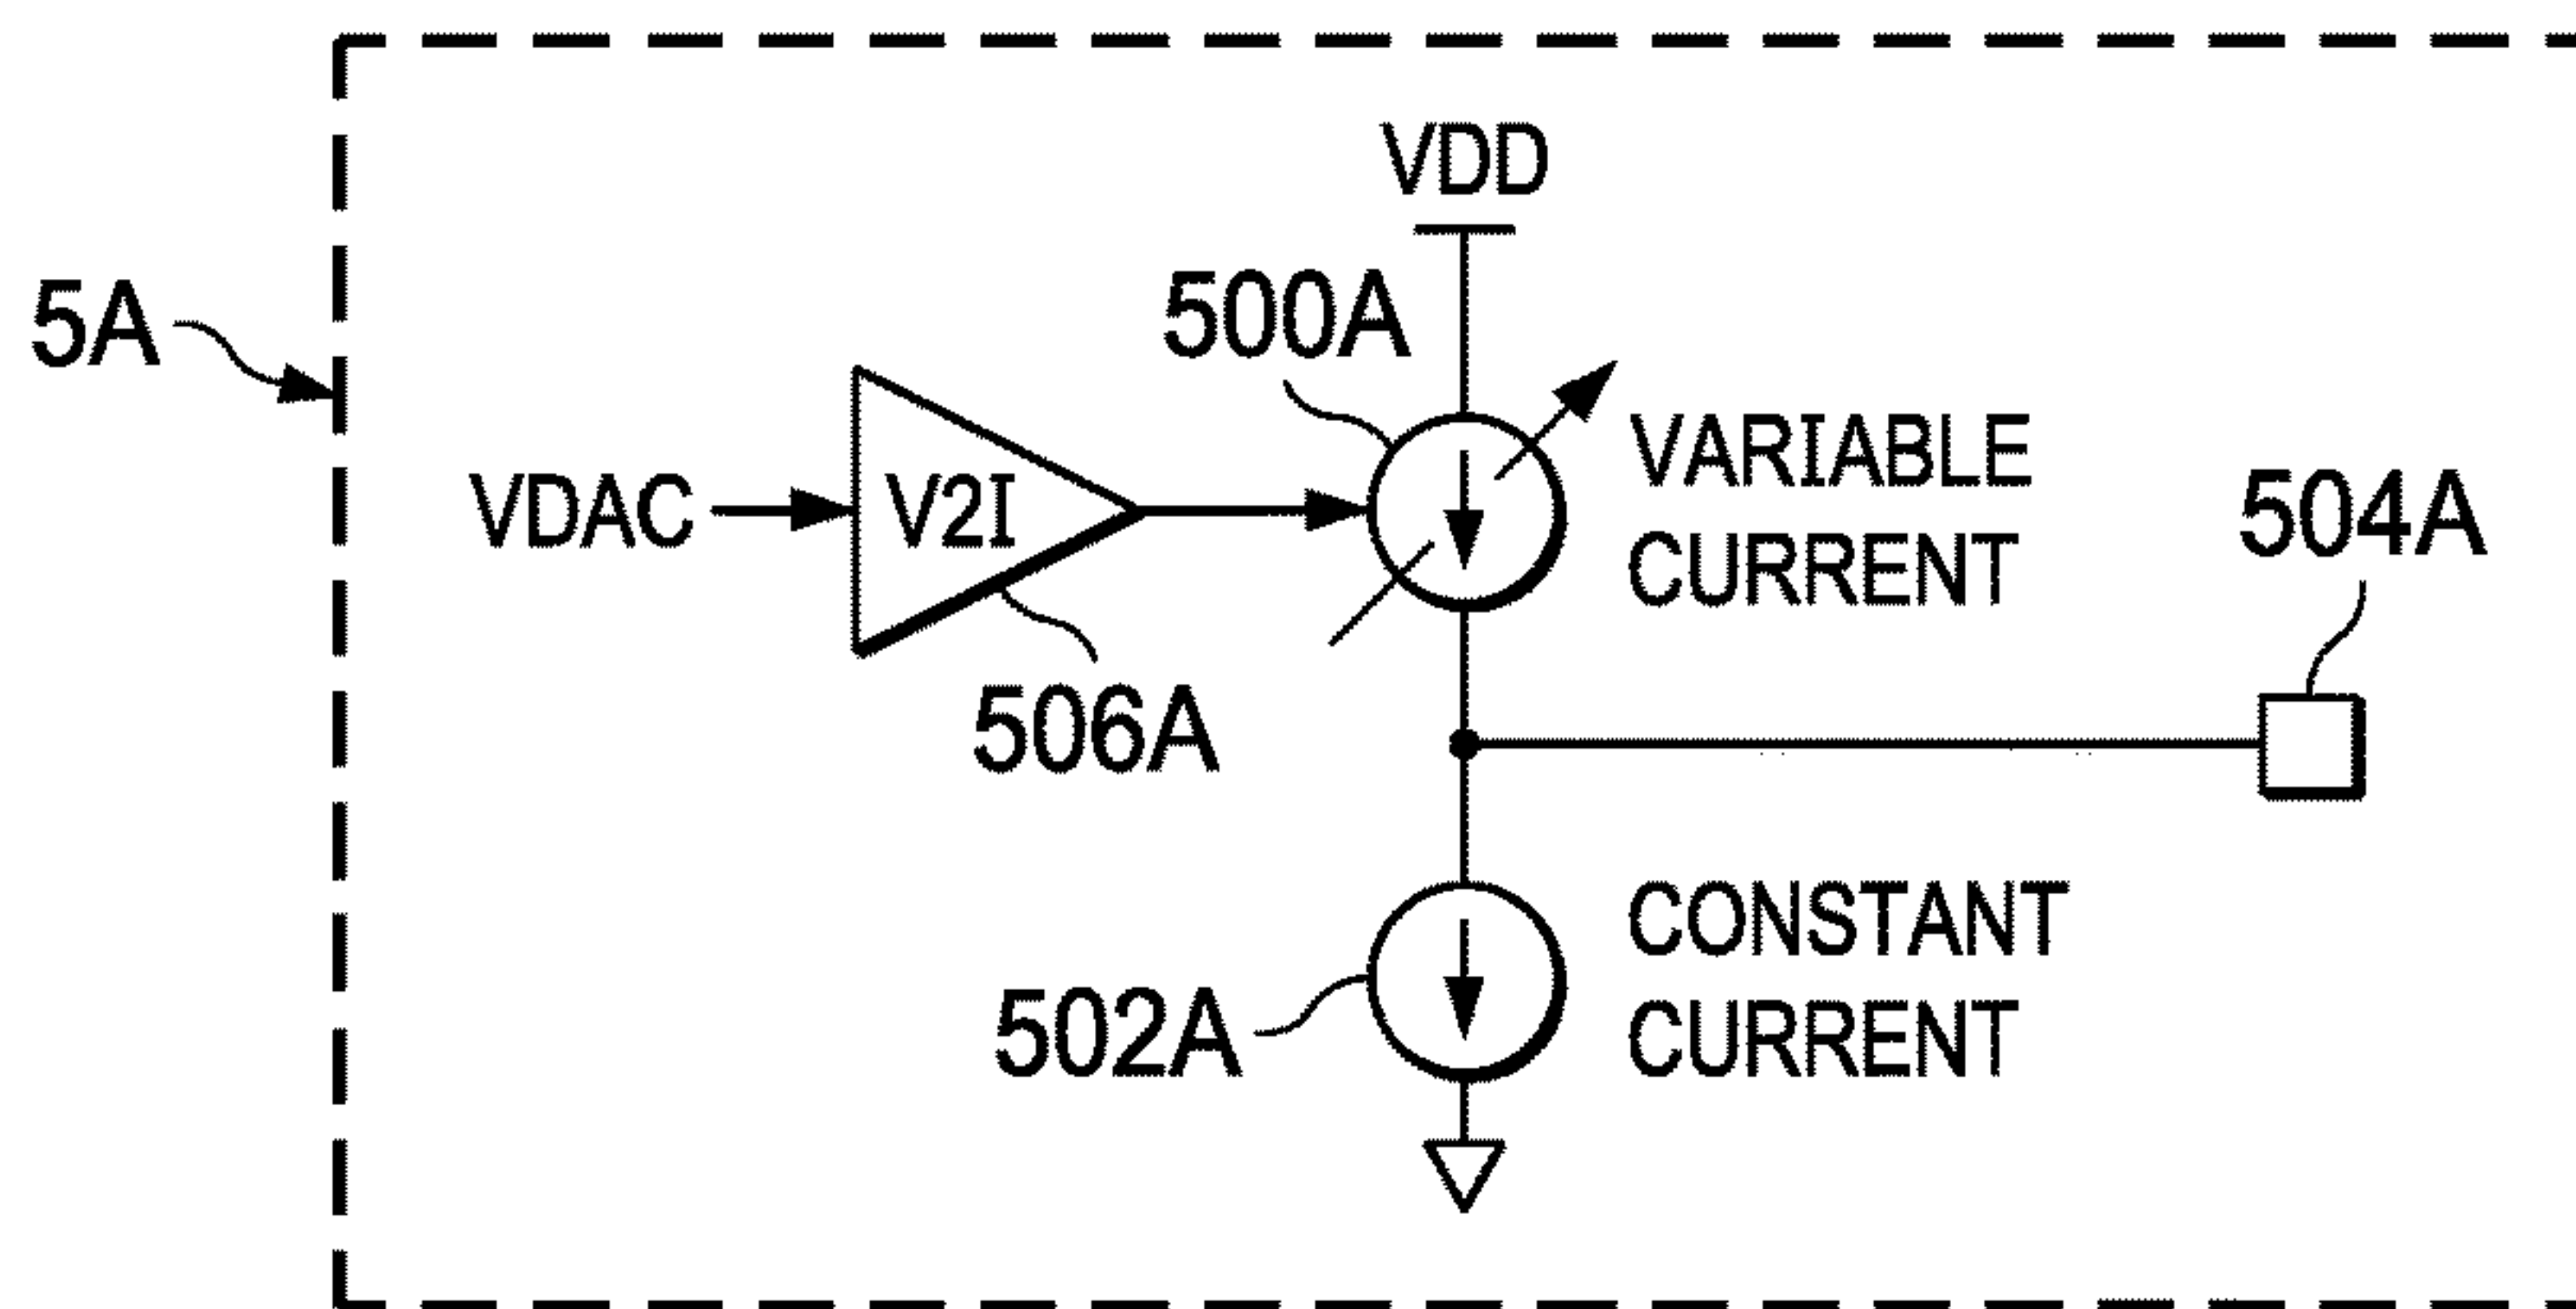 VDD
500A
5A
VARIABLE
CURRENT
VDAC
V2I
504A
506A
CONSTANT
CURRENT
502A